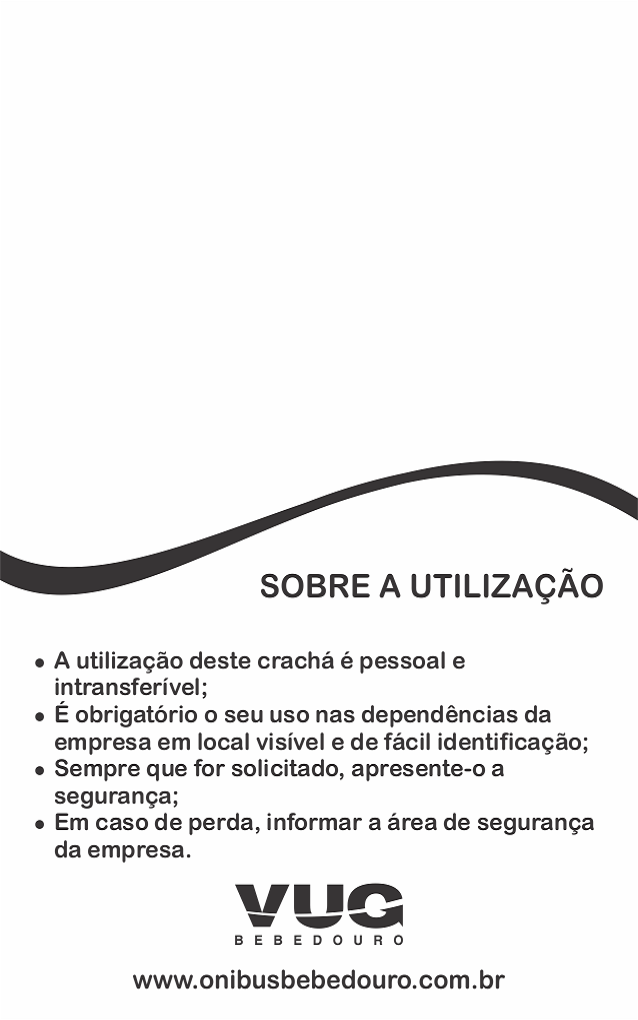 SOBRE A UTILIZAÇÃO
• A utilização deste crachá é pessoal e
intransferível;
• É obrigatório o seu uso nas dependências da
empresa em local visível e de fácil identificação;
• Sempre que for solicitado, apresente-o a
segurança;
• Em caso de perda, informar a área de segurança
da empresa.
VUG
BEBEDOURO
www.onibusbebedouro.com.br